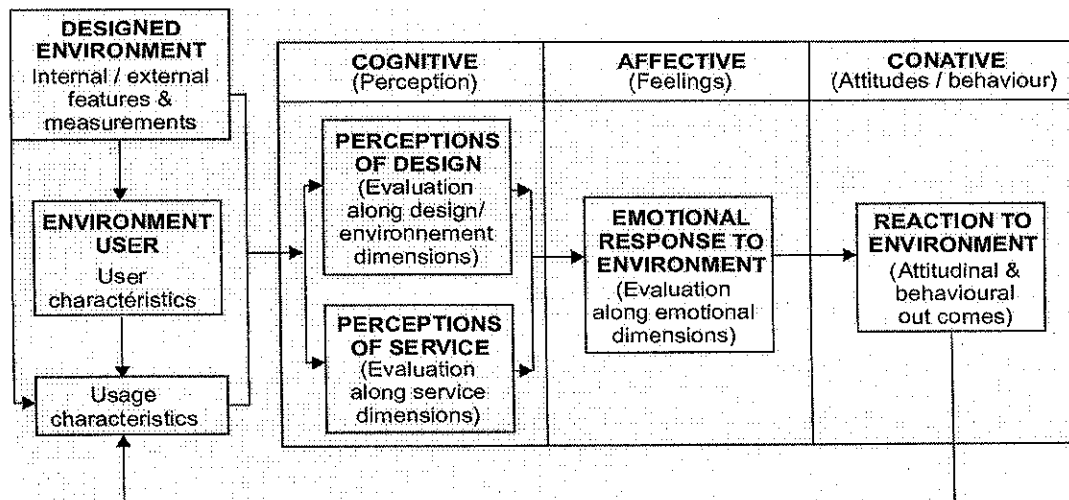 DESIGNED
ENVIRONMENT
Internal / external
features &
measurements
ENVIRONMENT
USER
User
charactéristics
Usage
characteristics
COGNITIVE
(Perception)
PERCEPTIONS
OF DESIGN
(Evaluation
along design/
environnement
dimensions)
PERCEPTIONS
OF SERVICE
(Evaluation
along service
dimensions)
AFFECTIVE
(Feelings)
EMOTIONAL
RESPONSE TO
ENVIRONMENT
(Evaluation
along emotional
dimensions)
CONATIVE
(Attitudes / behaviour)
REACTION TO
ENVIRONMENT
(Attitudinal &
behavioural
out comes)